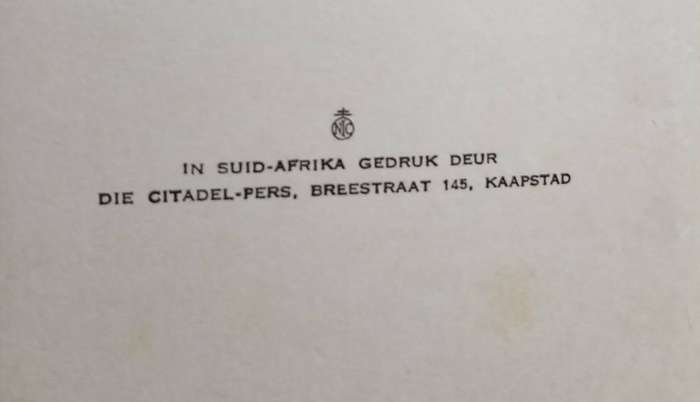 IN SUID-AFRIKA GEDRUK DEUR
DIE CITADEL-PERS, BREESTRAAT 145, KAAPSTAD